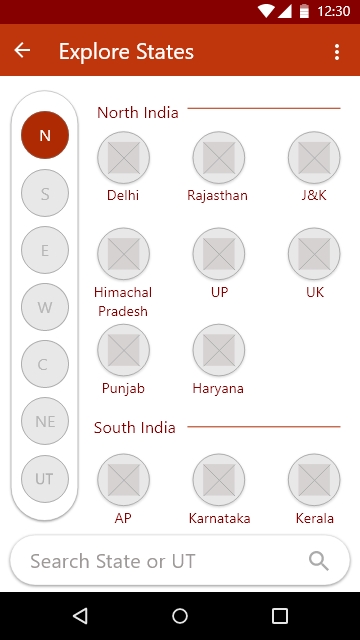 12:30
Explore States
N
S
E
W
C
NE
UT
North India
Delhi Rajasthan J&K
Himachal Pradesh UP UK
Punjab Haryana
South India
AP Karnataka Kerala
Search State or UT